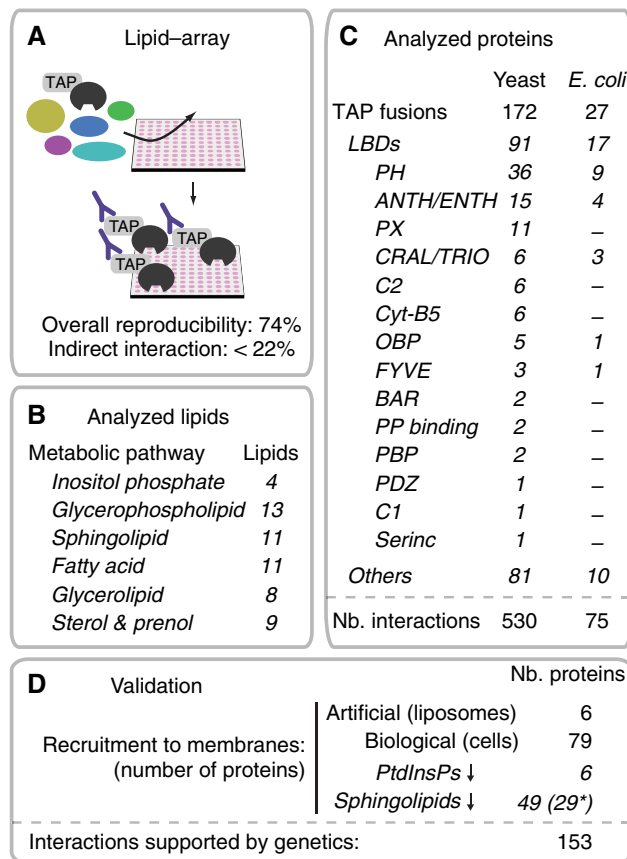 A Lipid–array
TAP
TAP
TAP
TAP
Overall reproducibility: 74%
Indirect interaction: < 22%
B Analyzed lipids
Metabolic pathway Lipids
Inositol phosphate 4
Glycerophospholipid 13
Sphingolipid 11
Fatty acid 11
Glycerolipid 8
Sterol & prenol 9
C Analyzed proteins
Yeast E. coli
TAP fusions 172 27
LBDs 91 17
PH 36 9
ANTH/ENTH 15 4
PX 11 –
CRAL/TRIO 6 3
C2 6 –
Cyt-B5 6 –
OBP 5 1
FYVE 3 1
BAR 2 –
PP binding 2 –
PBP 2 –
PDZ 1 –
C1 1 –
Serinc 1 –
Others 81 10
Nb. interactions 530 75
D Validation
Nb. proteins
Recruitment to membranes:
(number of proteins)
Artificial (liposomes) 6
Biological (cells) 79
PtdInsPs ↓ 6
Sphingolipids ↓ 49 (29*)
Interactions supported by genetics: 153